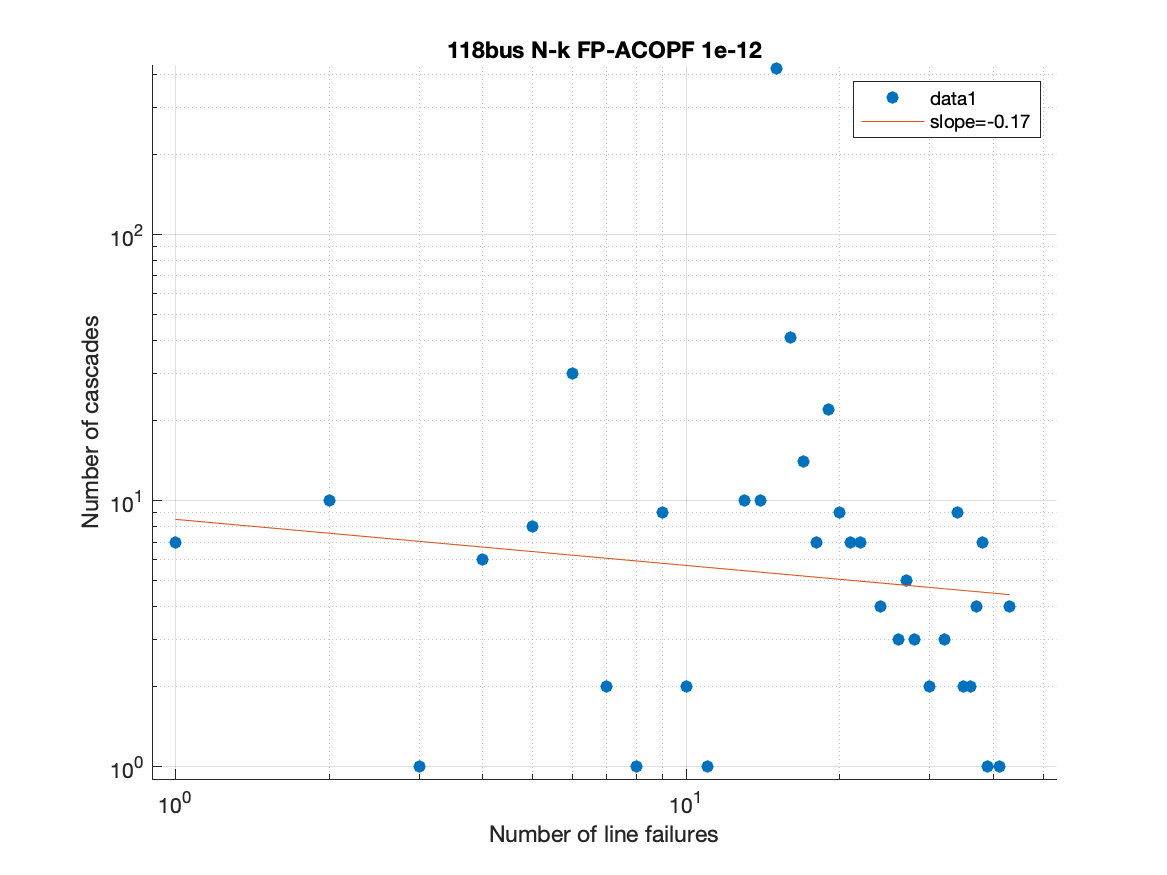 118bus N-k FP-ACOPF 1e-12
data1
slope=-0.17
Number of cascades
10^2
10^1
10^0
10^0
10^1
Number of line failures